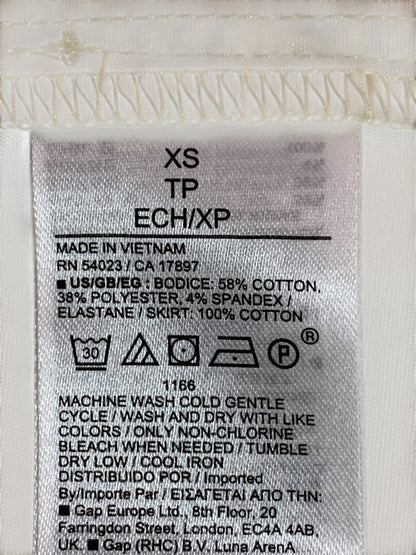 XS
TP
ECH/XP
MADE IN VIETNAM
RN 54023 / CA 17897
■ US/GB/EG : BODICE: 58% COTTON,
38% POLYESTER, 4% SPANDEX /
ELASTANE / SKIRT: 100% COTTON
30 ®
1166
MACHINE WASH COLD GENTLE
CYCLE / WASH AND DRY WITH LIKE
COLORS / ONLY NON-CHLORINE
BLEACH WHEN NEEDED / TUMBLE
DRY LOW / COOL IRON
DISTRIBUIDO POR / Imported
By/Importe Par / ΕΙΣΑΓΕΤΑΙ ΑΠΟ ΤΗΝ:
■ Gap Europe Ltd., 8th Floor, 20
Farringdon Street, London, EC4A 4AB,
UK. ■ Gap (RHC) B.V. Luna ArenA